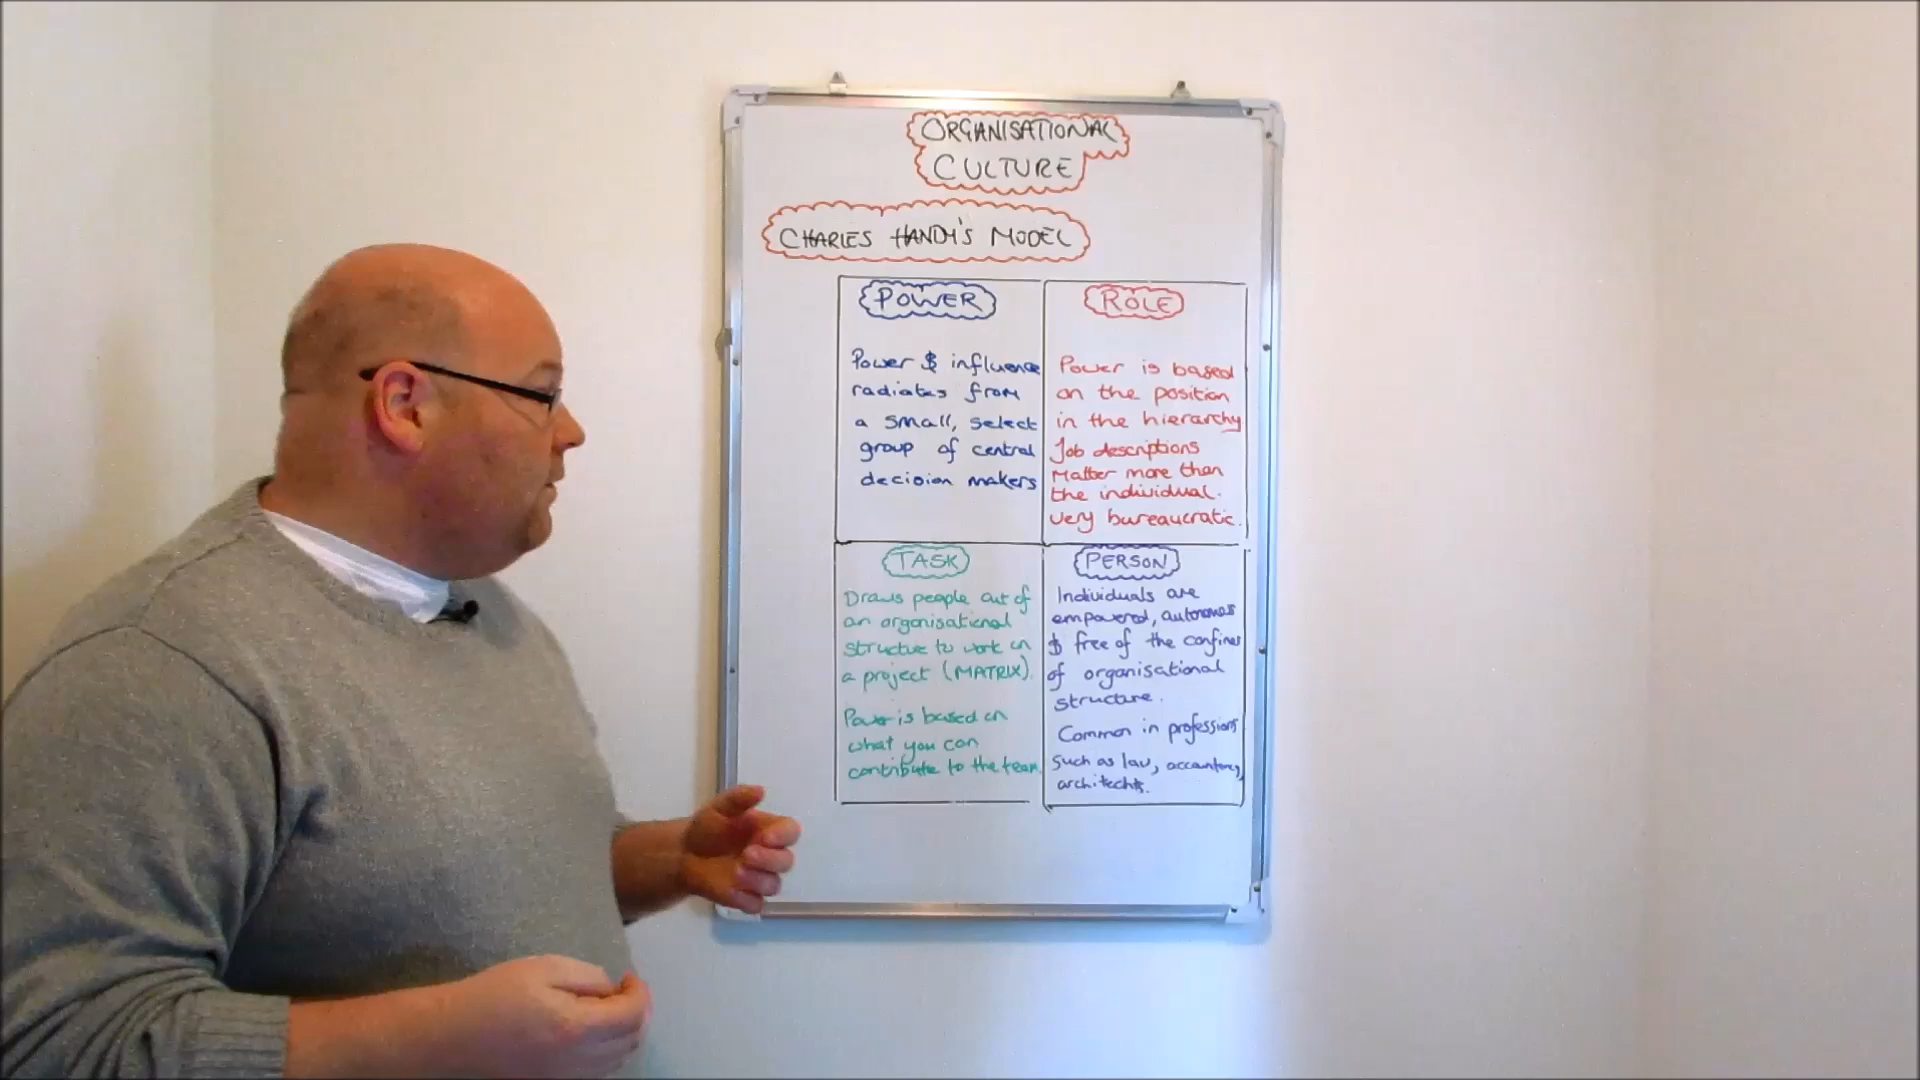 ORGANISATIONAL
CULTURE
CHARLES HANDY'S MODEL
POWER
Power & influence
radiates from
a small, select
group of central
decision makers
ROLE
Power is based
on the position
in the hierarchy
Job descriptions
Matter more than
the individual.
very bureaucratic.
TASK
Draws people out of
an organisational
structure to work on
a project (MATRIX).
Power is based on
what you can
contribute to the team.
PERSON
Individuals are
empowered, autonomous
& free of the confines
of organisational
structure.
Common in professions
such as law, accountancy,
architects.